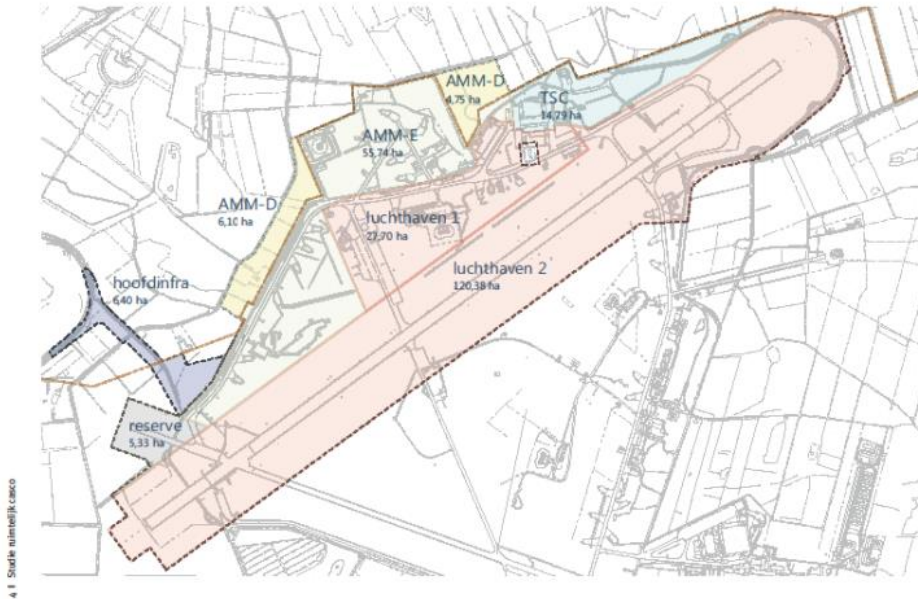 AMM-D
4,75 ha
TSC
14,79 ha
AMM-E
55,74 ha
AMM-D
6,10 ha
luchthaven 1
27,70 ha
luchthaven 2
120,38 ha
hoofdinfra
6,40 ha
reserve
5,33 ha
4 | Studie ruimtelijk casco